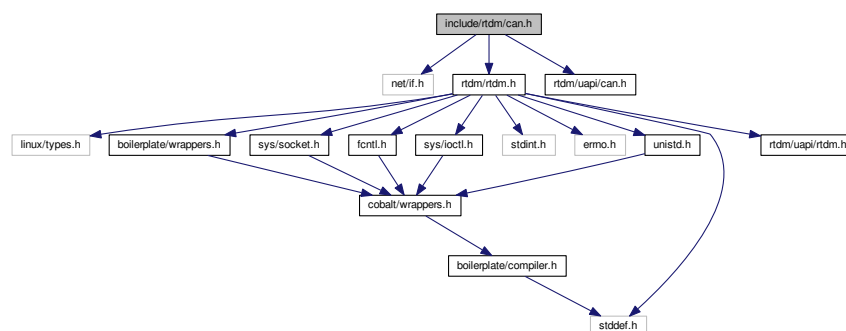 include/rtdm/can.h
net/if.h
rtdm/rtdm.h
rtdm/uapi/can.h
linux/types.h
boilerplate/wrappers.h
sys/socket.h
fcntl.h
sys/ioctl.h
stdint.h
errno.h
unistd.h
rtdm/uapi/rtdm.h
cobalt/wrappers.h
boilerplate/compiler.h
stddef.h